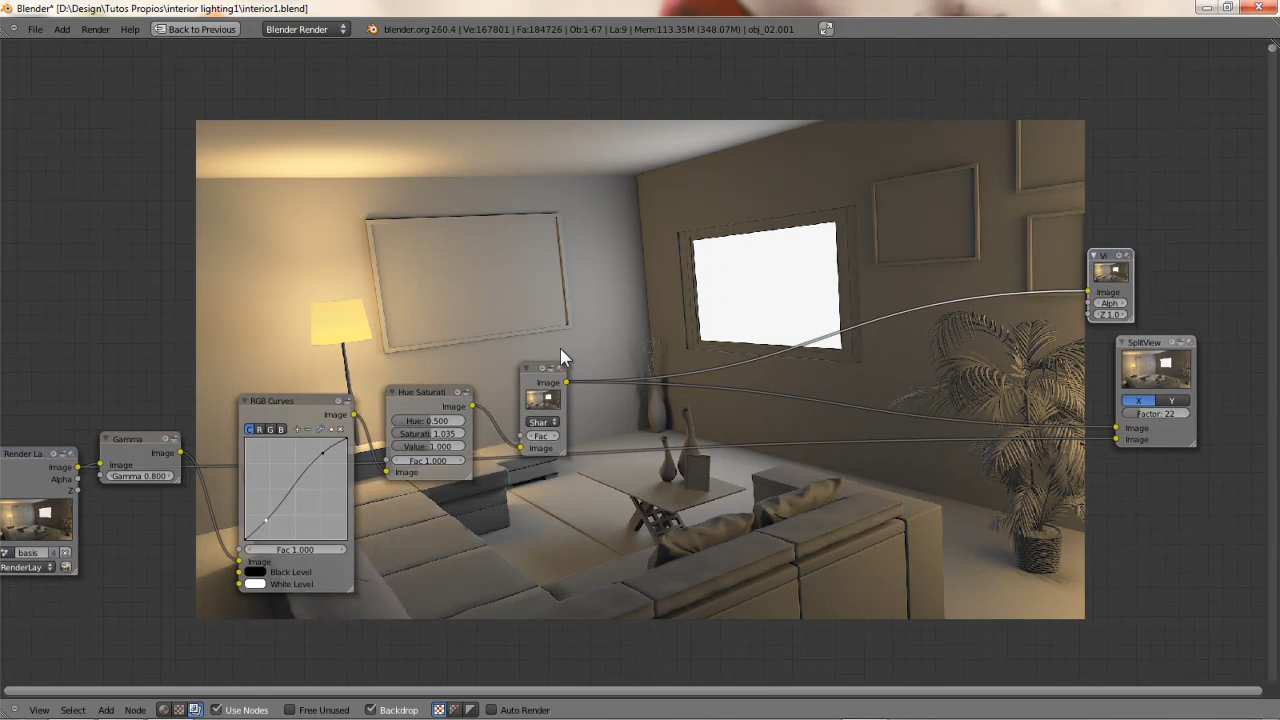 Blender* [D:\Design\Tutos Propios\interior lighting1\interior1.blend]
File Add Render Help Back to Previous Blender Render blender.org 260.4 | Ve:167801 | Fa:184726 | Ob:1-67 | La:9 | Mem:113.35M (348.07M) | obj_02.001
Vi
Image
Alph
Z 1.0
SplitView
X Y
Factor: 22
Image
Image
Image
Shar
Fac
Image
Hue Saturati
Image
Hue: 0.500
Saturati: 1.035
Value: 1.000
Fac 1.000
Image
RGB Curves
Image
C R G B
Fac 1.000
Image
Black Level
White Level
Gamma
Image
Image
Gamma 0.800
Render La
Image
Alpha
Z
basis 4
RenderLay
View Select Add Node Use Nodes Free Unused Backdrop Auto Render